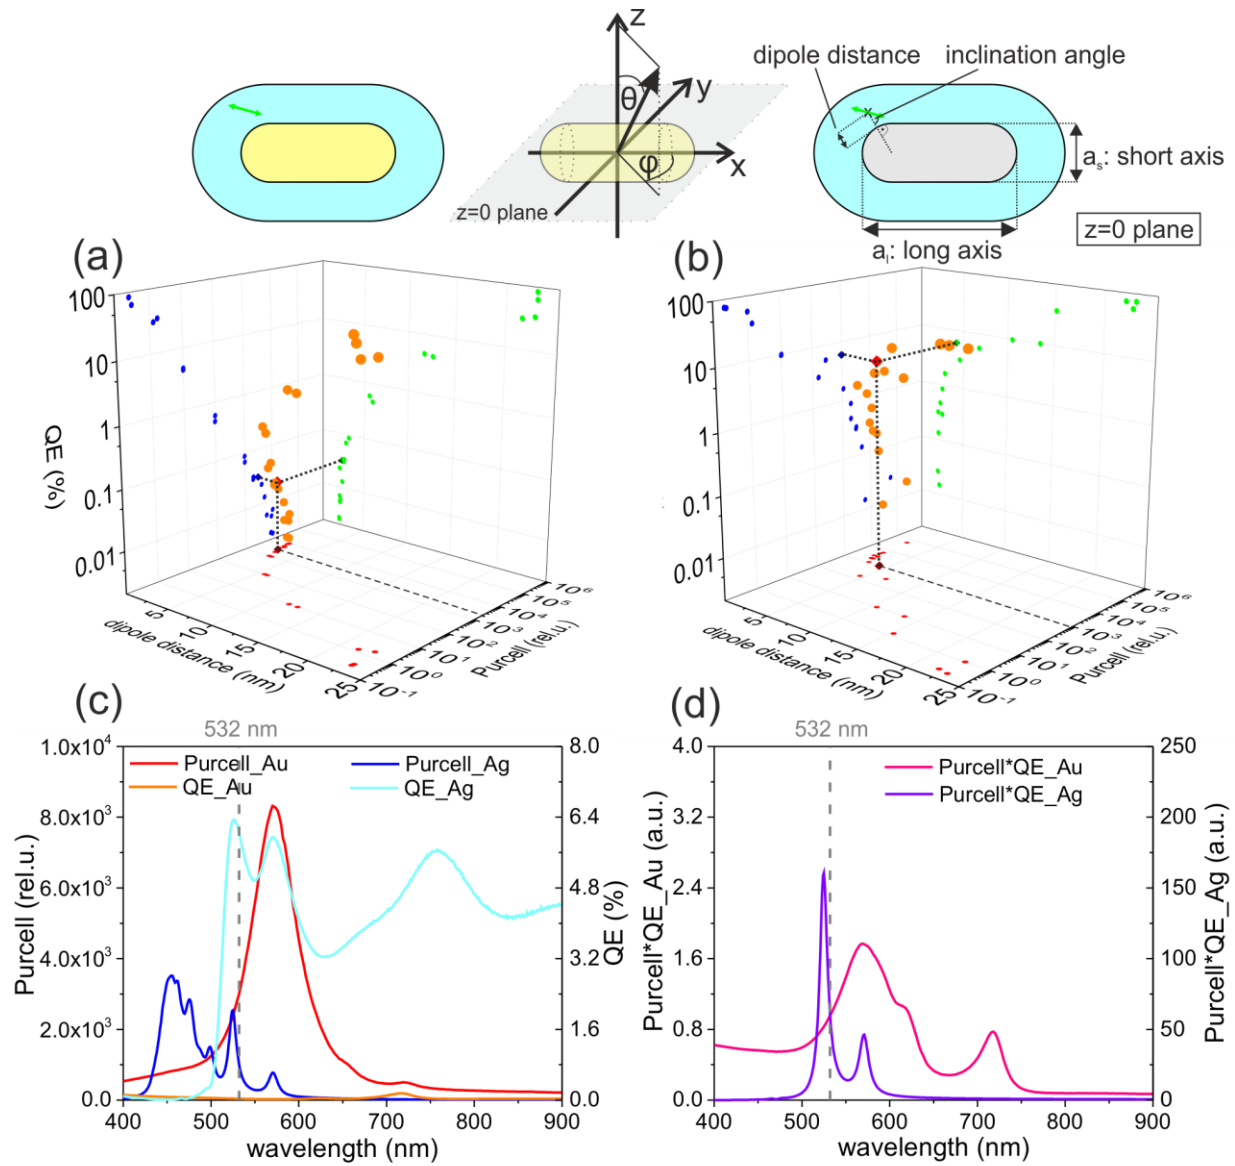 z
dipole distance
inclination angle
θ
y
x
φ
z=0 plane
aₛ: short axis
z=0 plane
aₗ: long axis
(a)
(b)
100
10
1
0.1
0.01
QE (%)
5
10
15
20
25
dipole distance (nm)
10⁻¹
10⁰
10¹
10²
10³
10⁴
10⁵
10⁶
Purcell (rel.u.)
100
10
1
0.1
0.01
5
10
15
20
25
dipole distance (nm)
10⁻¹
10⁰
10¹
10²
10³
10⁴
10⁵
10⁶
Purcell (rel.u.)
(c)
532 nm
Purcell_Au
QE_Au
Purcell_Ag
QE_Ag
1.0x10⁴
8.0x10³
6.0x10³
4.0x10³
2.0x10³
0.0
Purcell (rel.u.)
8.0
6.4
4.8
3.2
1.6
0.0
QE (%)
400 500 600 700 800 900
wavelength (nm)
(d)
532 nm
Purcell*QE_Au
Purcell*QE_Ag
4.0
3.2
2.4
1.6
0.8
0.0
Purcell*QE_Au (a.u.)
250
200
150
100
50
0
Purcell*QE_Ag (a.u.)
400 500 600 700 800 900
wavelength (nm)